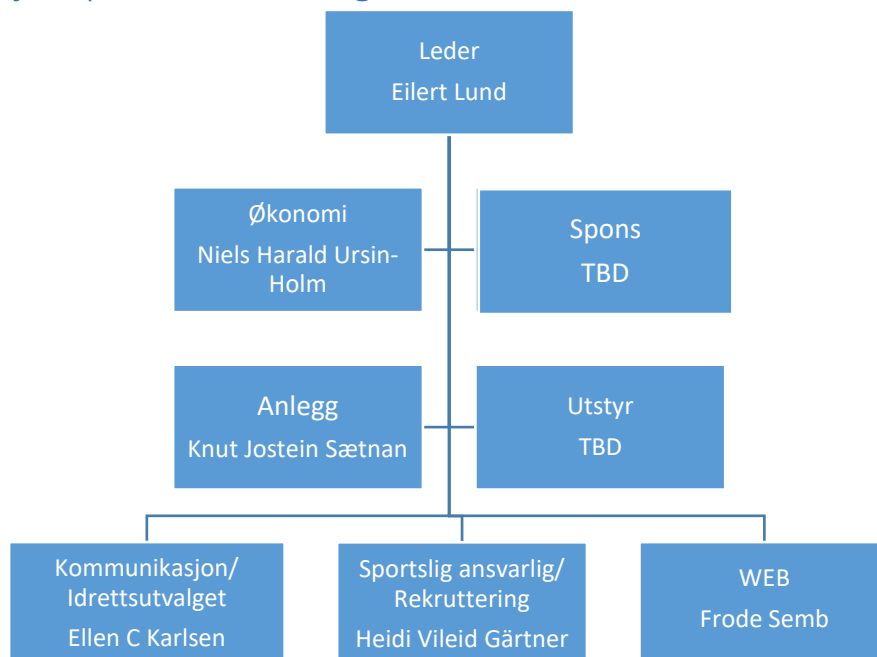 Leder
Eilert Lund
Økonomi
Niels Harald Ursin-
Holm
Spons
TBD
Anlegg
Knut Jostein Sætnan
Utstyr
TBD
Kommunikasjon/
Idrettsutvalget
Ellen C Karlsen
Sportslig ansvarlig/
Rekruttering
Heidi Vileid Gärtner
WEB
Frode Semb